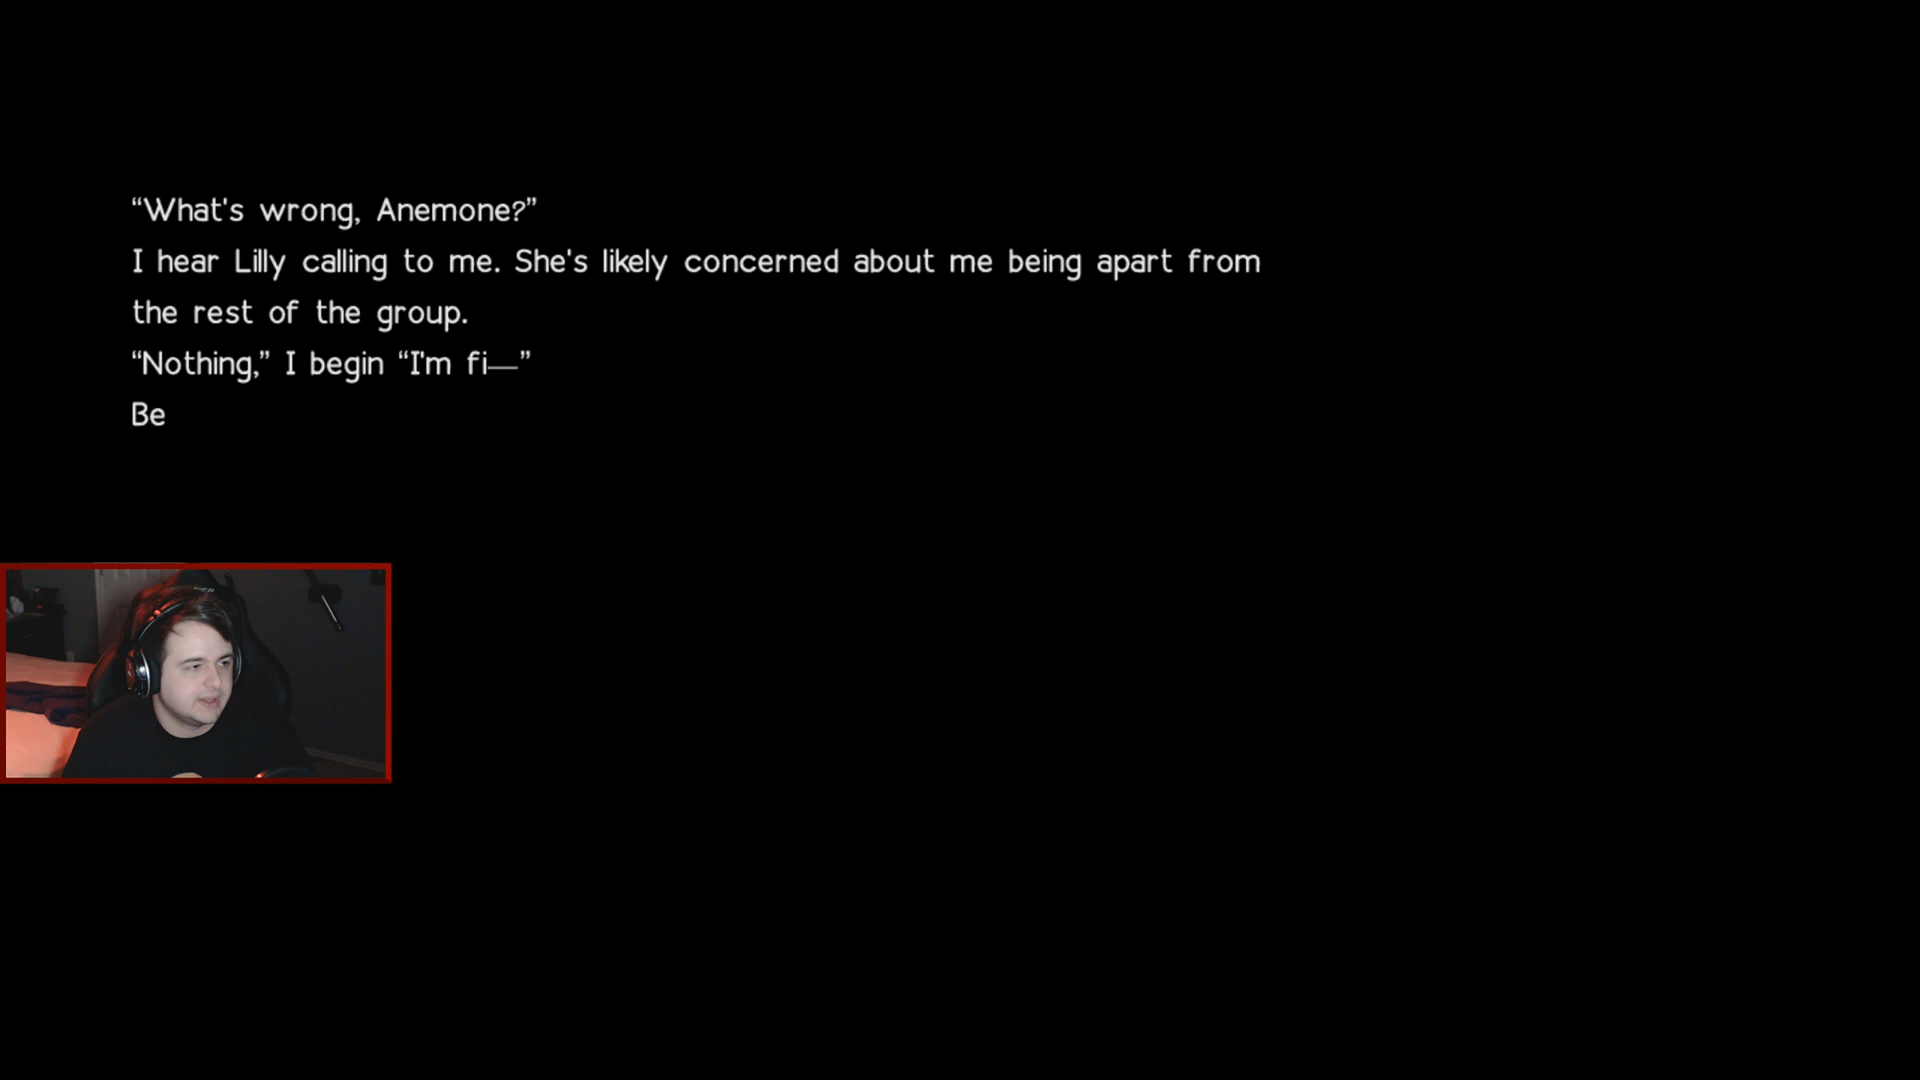 “What's wrong, Anemone?”
I hear Lilly calling to me. She's likely concerned about me being apart from
the rest of the group.
“Nothing,” I begin “I'm fi—”
Be